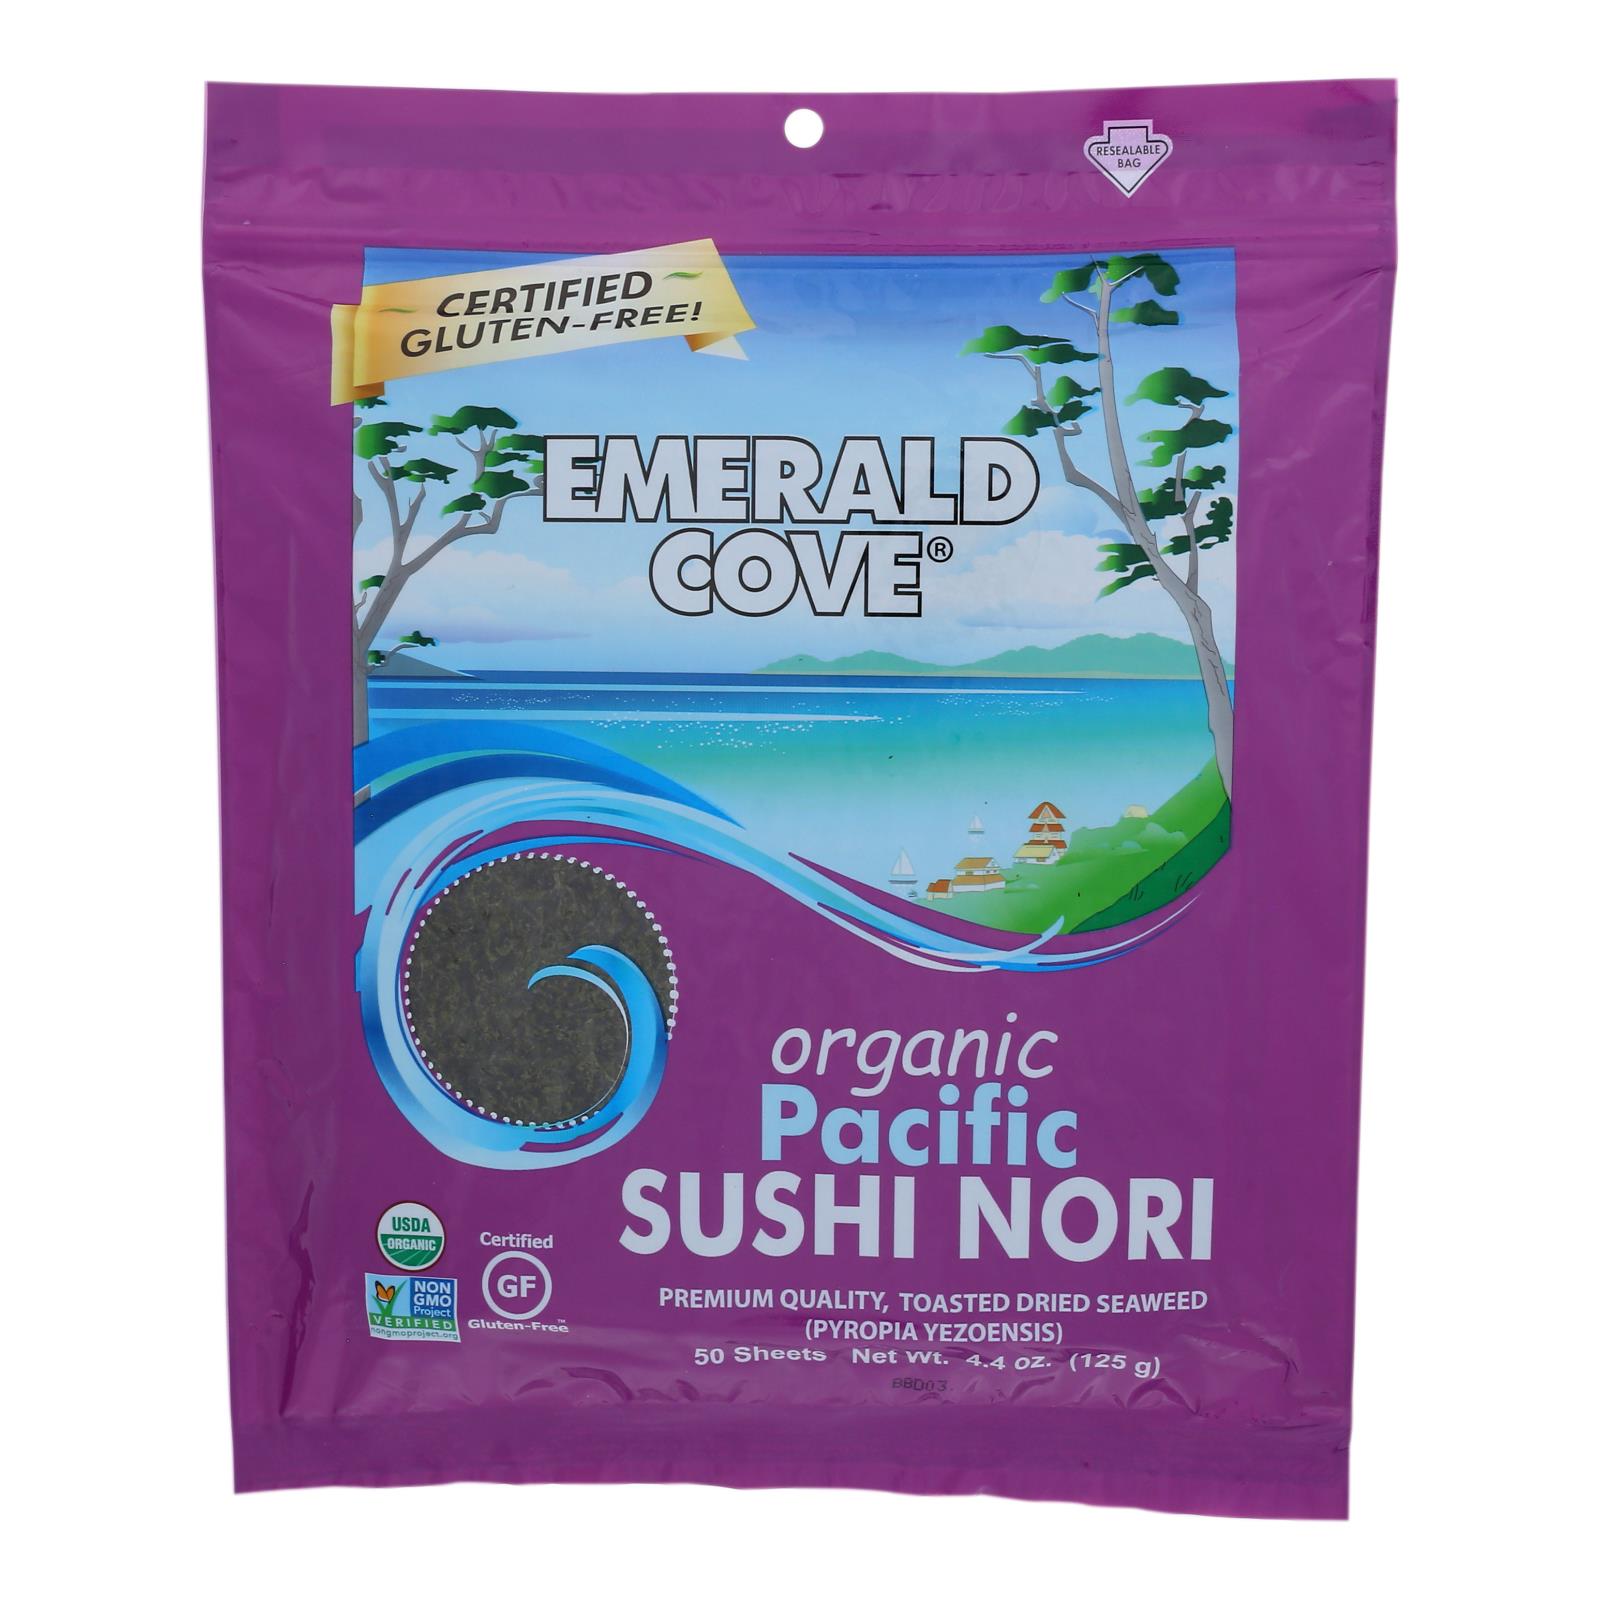 RESEALABLE
BAG
CERTIFIED
GLUTEN-FREE!
EMERALD
COVE®
organic
Pacific
SUSHI NORI
USDA
ORGANIC
NON
GMO
Project
VERIFIED
nongmoproject.org
Certified
GF
Gluten-Free™
PREMIUM QUALITY, TOASTED DRIED SEAWEED
(PYROPIA YEZOENSIS)
50 Sheets Net Wt. 4.4 oz. (125 g)
BBD03